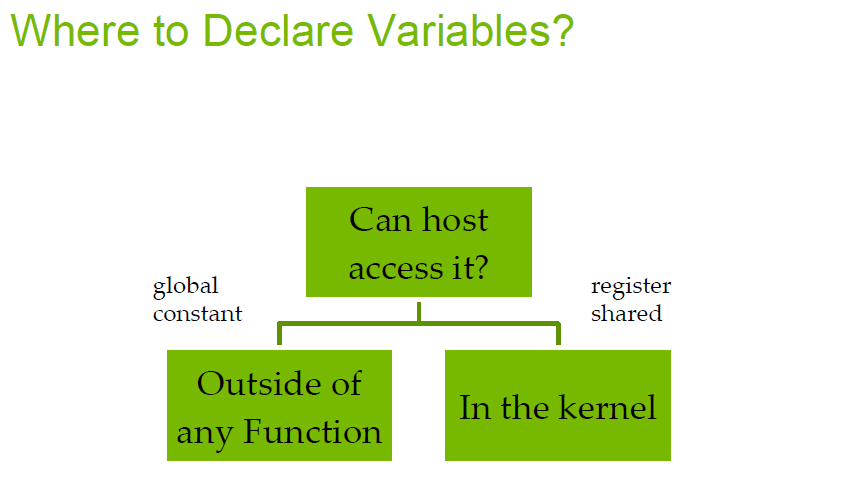 Where to Declare Variables?
Can host
access it?
global
constant
register
shared
Outside of
any Function
In the kernel